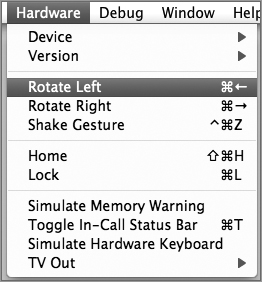 Hardware Debug Window Help
Device ▶
Version ▶
Rotate Left ⌘←
Rotate Right ⌘→
Shake Gesture ^⌘Z
Home ⇧⌘H
Lock ⌘L
Simulate Memory Warning
Toggle In-Call Status Bar ⌘T
Simulate Hardware Keyboard
TV Out ▶